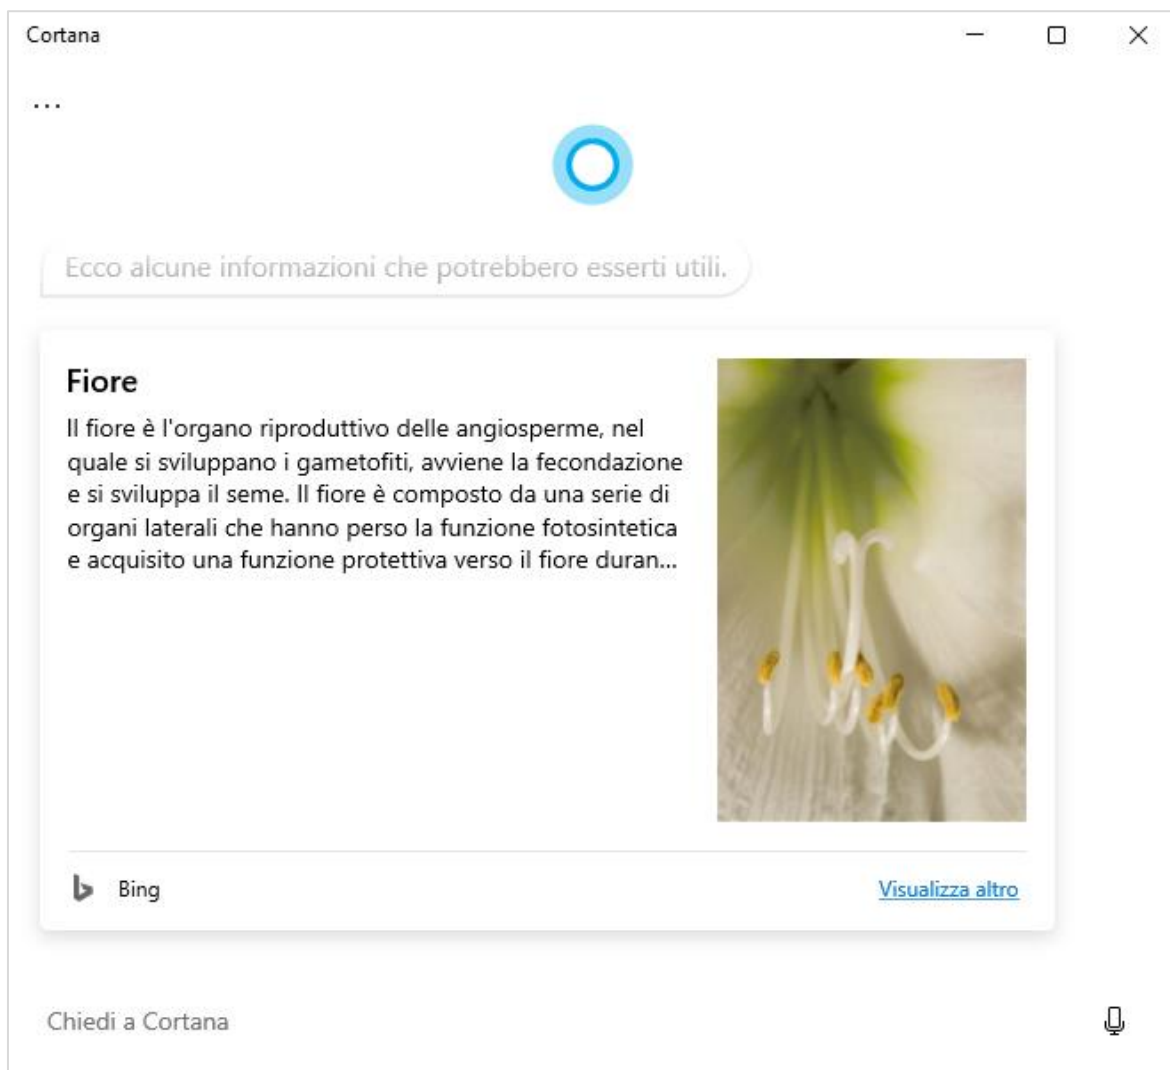 Cortana
...
Ecco alcune informazioni che potrebbero esserti utili.
Fiore
Il fiore è l'organo riproduttivo delle angiosperme, nel
quale si sviluppano i gametofiti, avviene la fecondazione
e si sviluppa il seme. Il fiore è composto da una serie di
organi laterali che hanno perso la funzione fotosintetica
e acquisito una funzione protettiva verso il fiore duran...
Bing
Visualizza altro
Chiedi a Cortana